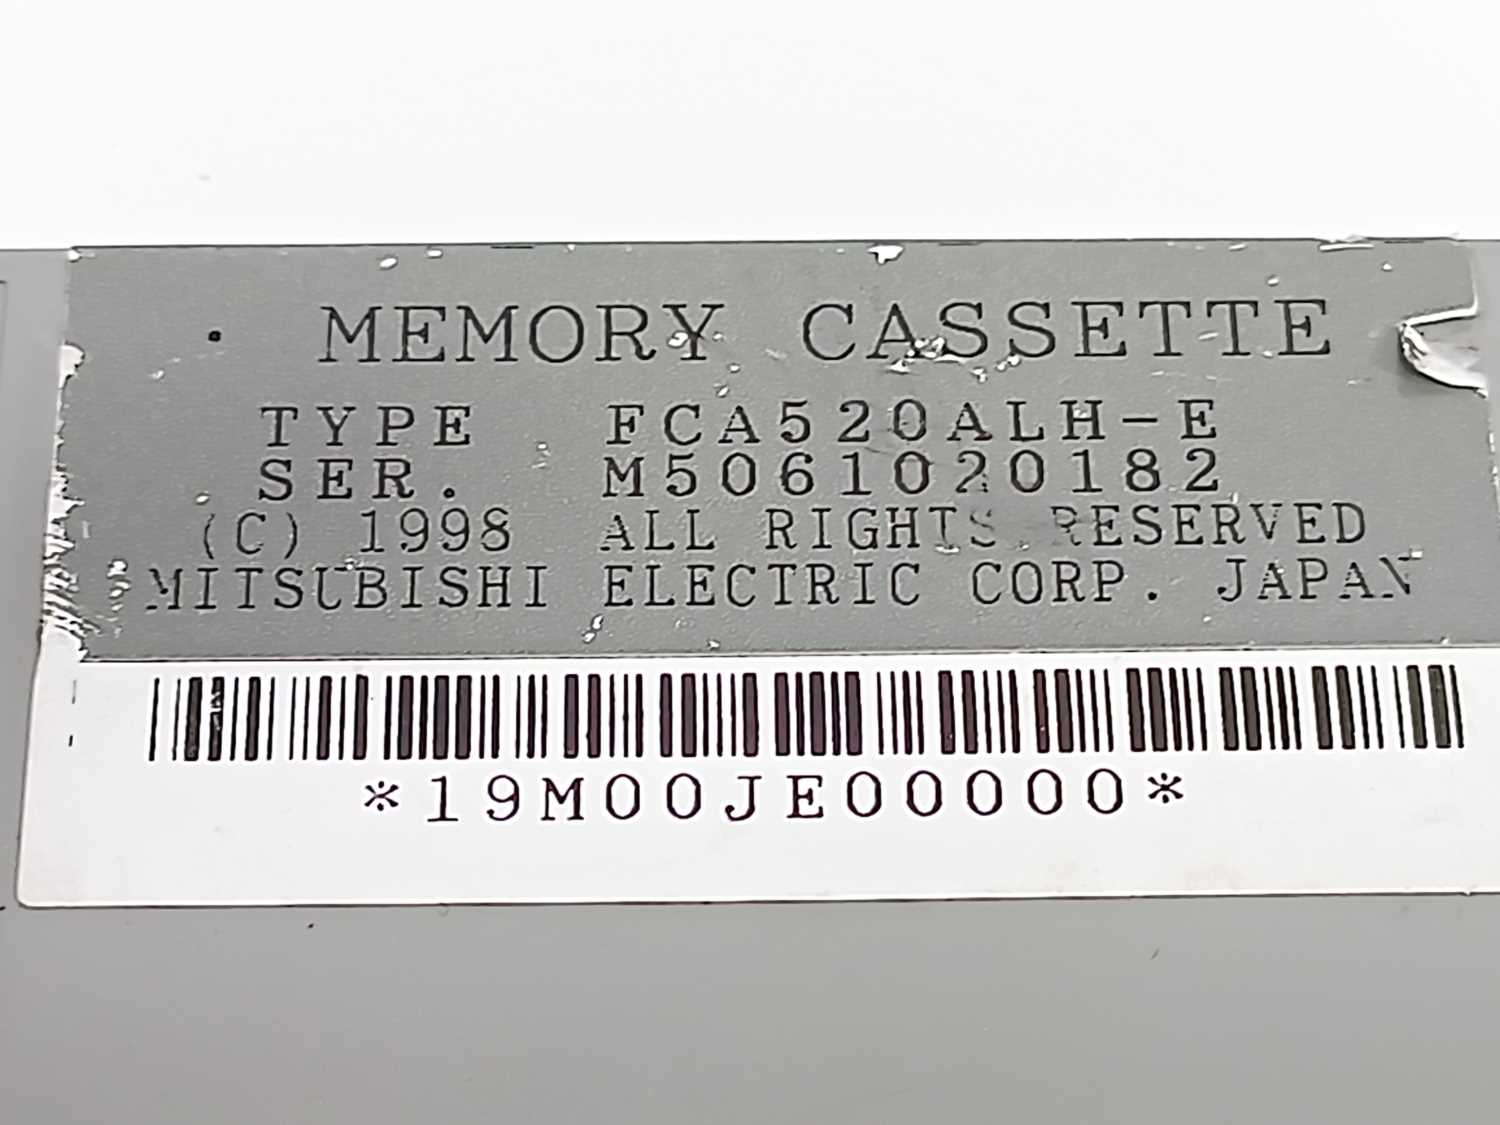 · MEMORY CASSETTE
TYPE FCA520ALH-E
SER. M5061020182
(C) 1998 ALL RIGHTS RESERVED
MITSUBISHI ELECTRIC CORP. JAPAN
*19M00JE00000*